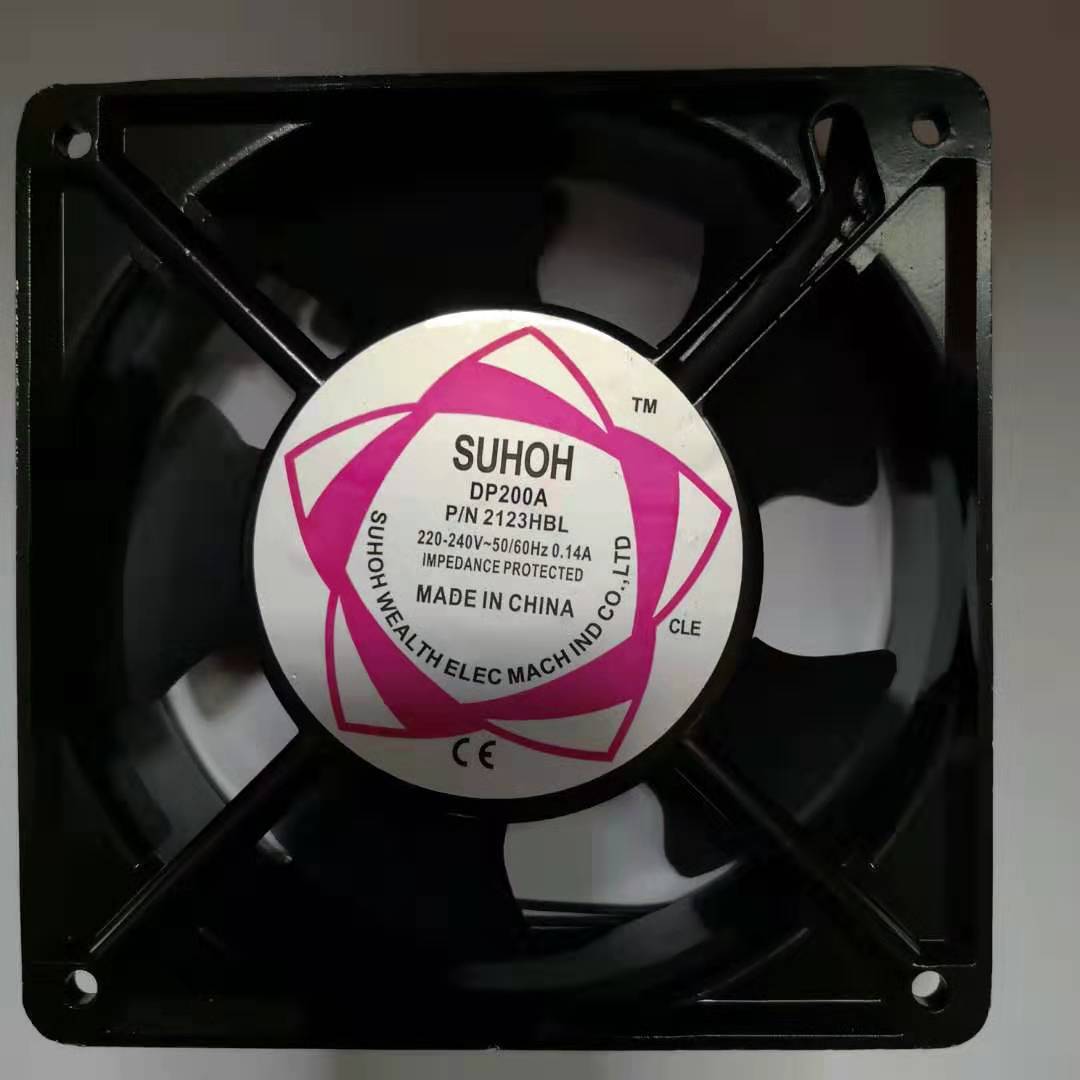 TM
SUHOH
DP200A
P/N 2123HBL
220-240V~50/60Hz 0.14A
IMPEDANCE PROTECTED
MADE IN CHINA
SUHOH WEALTH ELEC MACH IND CO.,LTD
CLE
CE